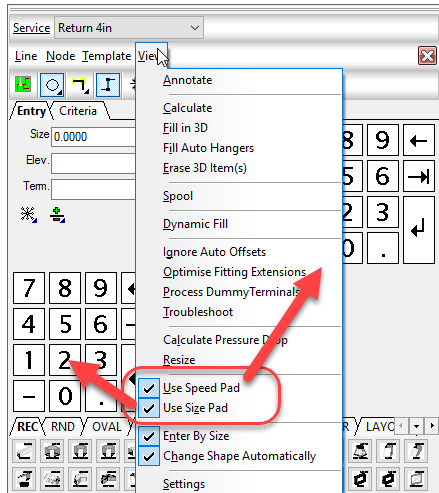 Service Return 4in
Line Node Template View
Entry Criteria
Size 0.0000
Elev.
Term.
Annotate
Calculate
Fill in 3D
Fill Auto Hangers
Erase 3D Item(s)
Spool
Dynamic Fill
Ignore Auto Offsets
Optimise Fitting Extensions
Process DummyTerminals
Troubleshoot
Calculate Pressure Drop
Resize
Use Speed Pad
Use Size Pad
Enter By Size
Change Shape Automatically
Settings
8 9 ←
5 6
2 3
0 .
7 8 9
4 5 6
1 2 3
– 0 .
REC RND OVAL R LAYO